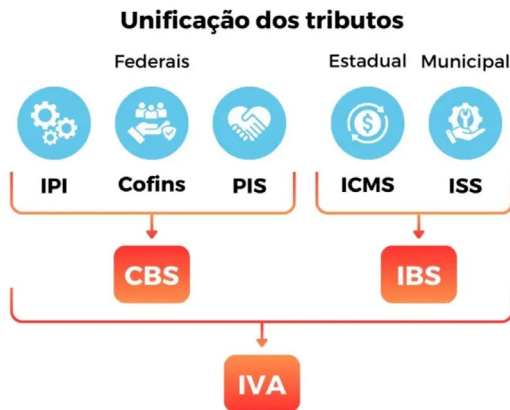 Unificação dos tributos
Federais Estadual Municipal
IPI Cofins PIS ICMS ISS
CBS IBS
IVA